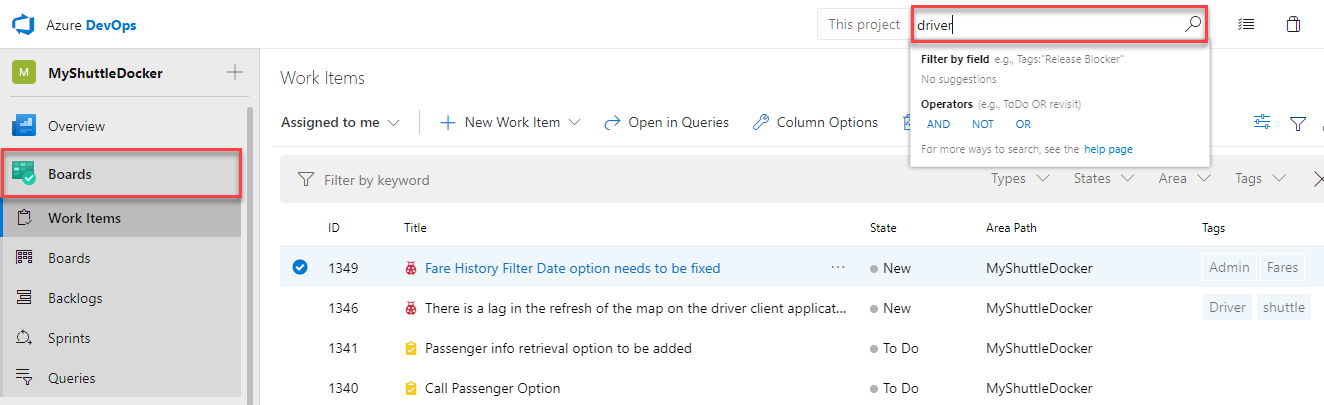 Azure DevOps
This project
driver
M
MyShuttleDocker
Overview
Boards
Work Items
Boards
Backlogs
Sprints
Queries
Filter by field e.g., Tags:"Release Blocker"
No suggestions
Operators (e.g., ToDo OR revisit)
AND NOT OR
For more ways to search, see the help page
Work Items
Assigned to me New Work Item Open in Queries Column Options
Filter by keyword Types States Area Tags
ID Title State Area Path Tags
1349 Fare History Filter Date option needs to be fixed ... New MyShuttleDocker Admin Fares
1346 There is a lag in the refresh of the map on the driver client applicat... New MyShuttleDocker Driver shuttle
1341 Passenger info retrieval option to be added To Do MyShuttleDocker
1340 Call Passenger Option To Do MyShuttleDocker